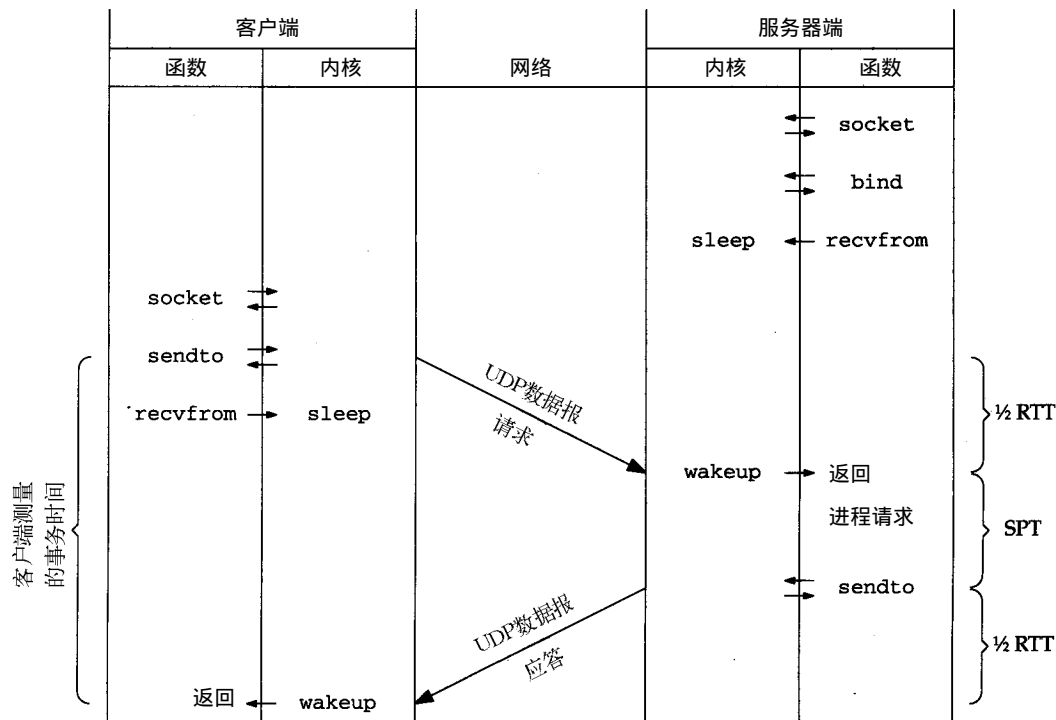 客户端
服务器端
函数
内核
网络
内核
函数
socket
bind
sleep
recvfrom
socket
sendto
UDP数据报
请求
recvfrom
sleep
½ RTT
wakeup
返回
客户端测量
的事务时间
进程请求
SPT
sendto
UDP数据报
应答
½ RTT
返回
wakeup